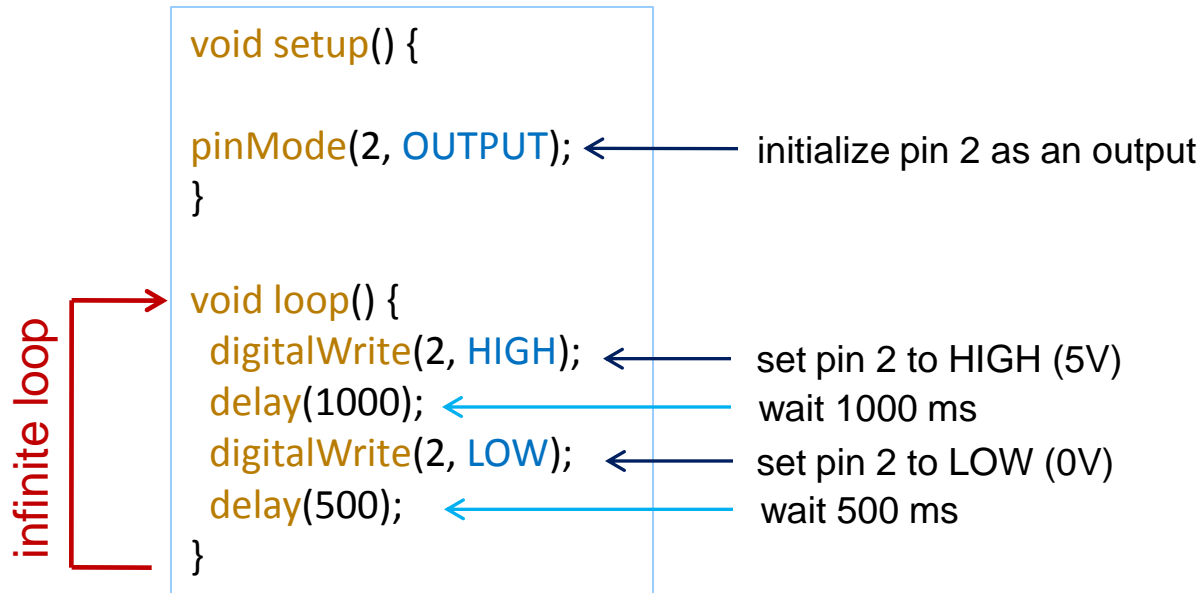 void setup() {
pinMode(2, OUTPUT);
initialize pin 2 as an output
}
infinite loop
void loop() {
digitalWrite(2, HIGH);
set pin 2 to HIGH (5V)
delay(1000);
wait 1000 ms
digitalWrite(2, LOW);
set pin 2 to LOW (0V)
delay(500);
wait 500 ms
}